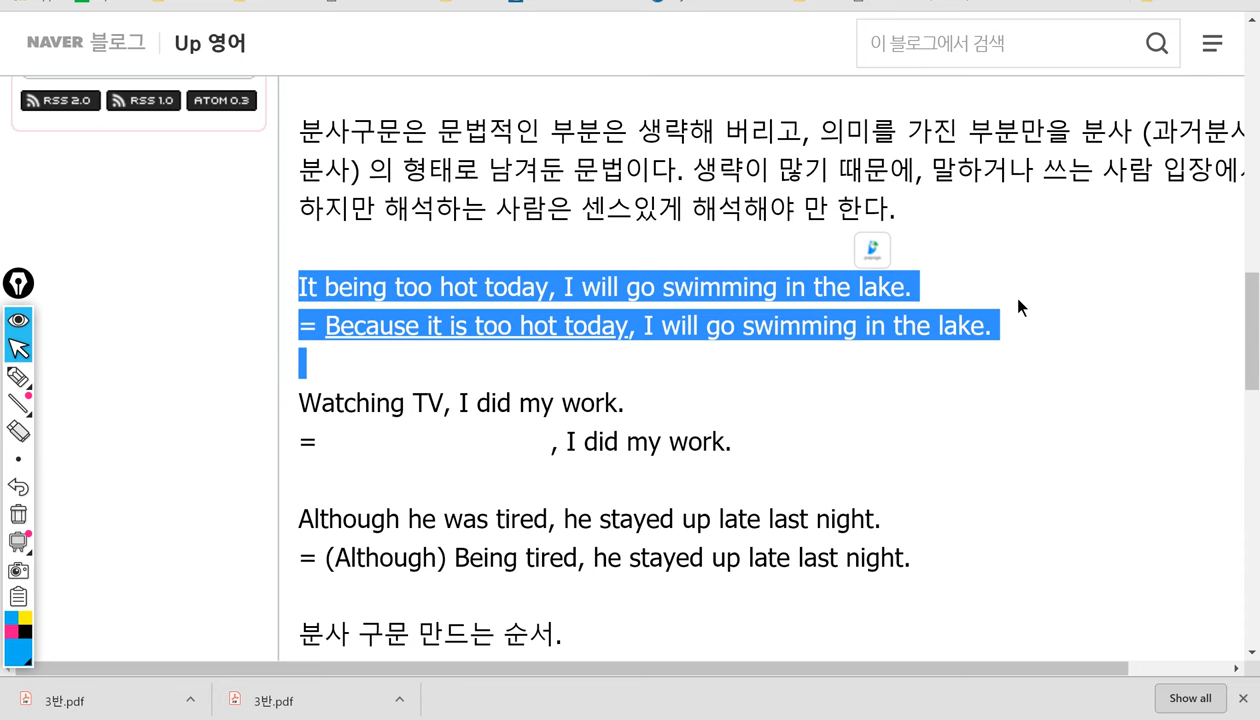 NAVER 블로그 Up 영어
이 블로그에서 검색
RSS 2.0 RSS 1.0 ATOM 0.3
분사구문은 문법적인 부분은 생략해 버리고, 의미를 가진 부분만을 분사 (과거분사
분사) 의 형태로 남겨둔 문법이다. 생략이 많기 때문에, 말하거나 쓰는 사람 입장에서
하지만 해석하는 사람은 센스있게 해석해야 만 한다.
It being too hot today, I will go swimming in the lake.
= Because it is too hot today, I will go swimming in the lake.
Watching TV, I did my work.
= , I did my work.
Although he was tired, he stayed up late last night.
= (Although) Being tired, he stayed up late last night.
분사 구문 만드는 순서.
3반.pdf 3반.pdf Show all